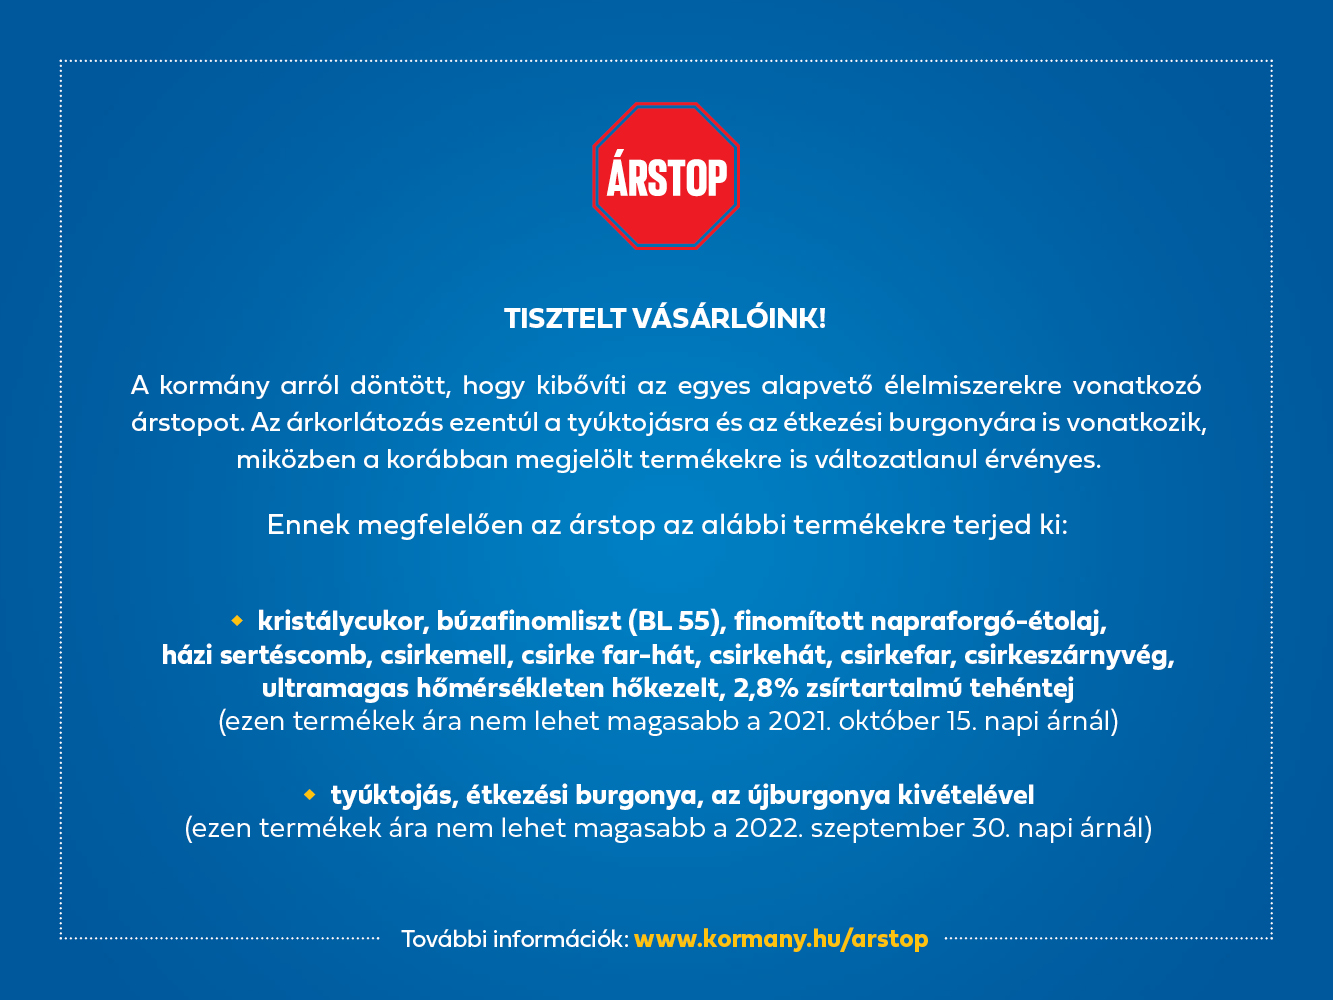 ÁRSTOP
TISZTELT VÁSÁRLÓINK!
A kormány arról döntött, hogy kibővíti az egyes alapvető élelmiszerekre vonatkozó
árstopot. Az árkorlátozás ezentúl a tyúktojásra és az étkezési burgonyára is vonatkozik,
miközben a korábban megjelölt termékekre is változatlanul érvényes.
Ennek megfelelően az árstop az alábbi termékekre terjed ki:
kristálycukor, búzafinomliszt (BL 55), finomított napraforgó-étolaj,
házi sertéscomb, csirkemell, csirke far-hát, csirkehát, csirkefar, csirkeszárnyvég,
ultramagas hőmérsékleten hőkezelt, 2,8% zsírtartalmú tehéntej
(ezen termékek ára nem lehet magasabb a 2021. október 15. napi árnál)
tyúktojás, étkezési burgonya, az újburgonya kivételével
(ezen termékek ára nem lehet magasabb a 2022. szeptember 30. napi árnál)
További információk: www.kormany.hu/arstop